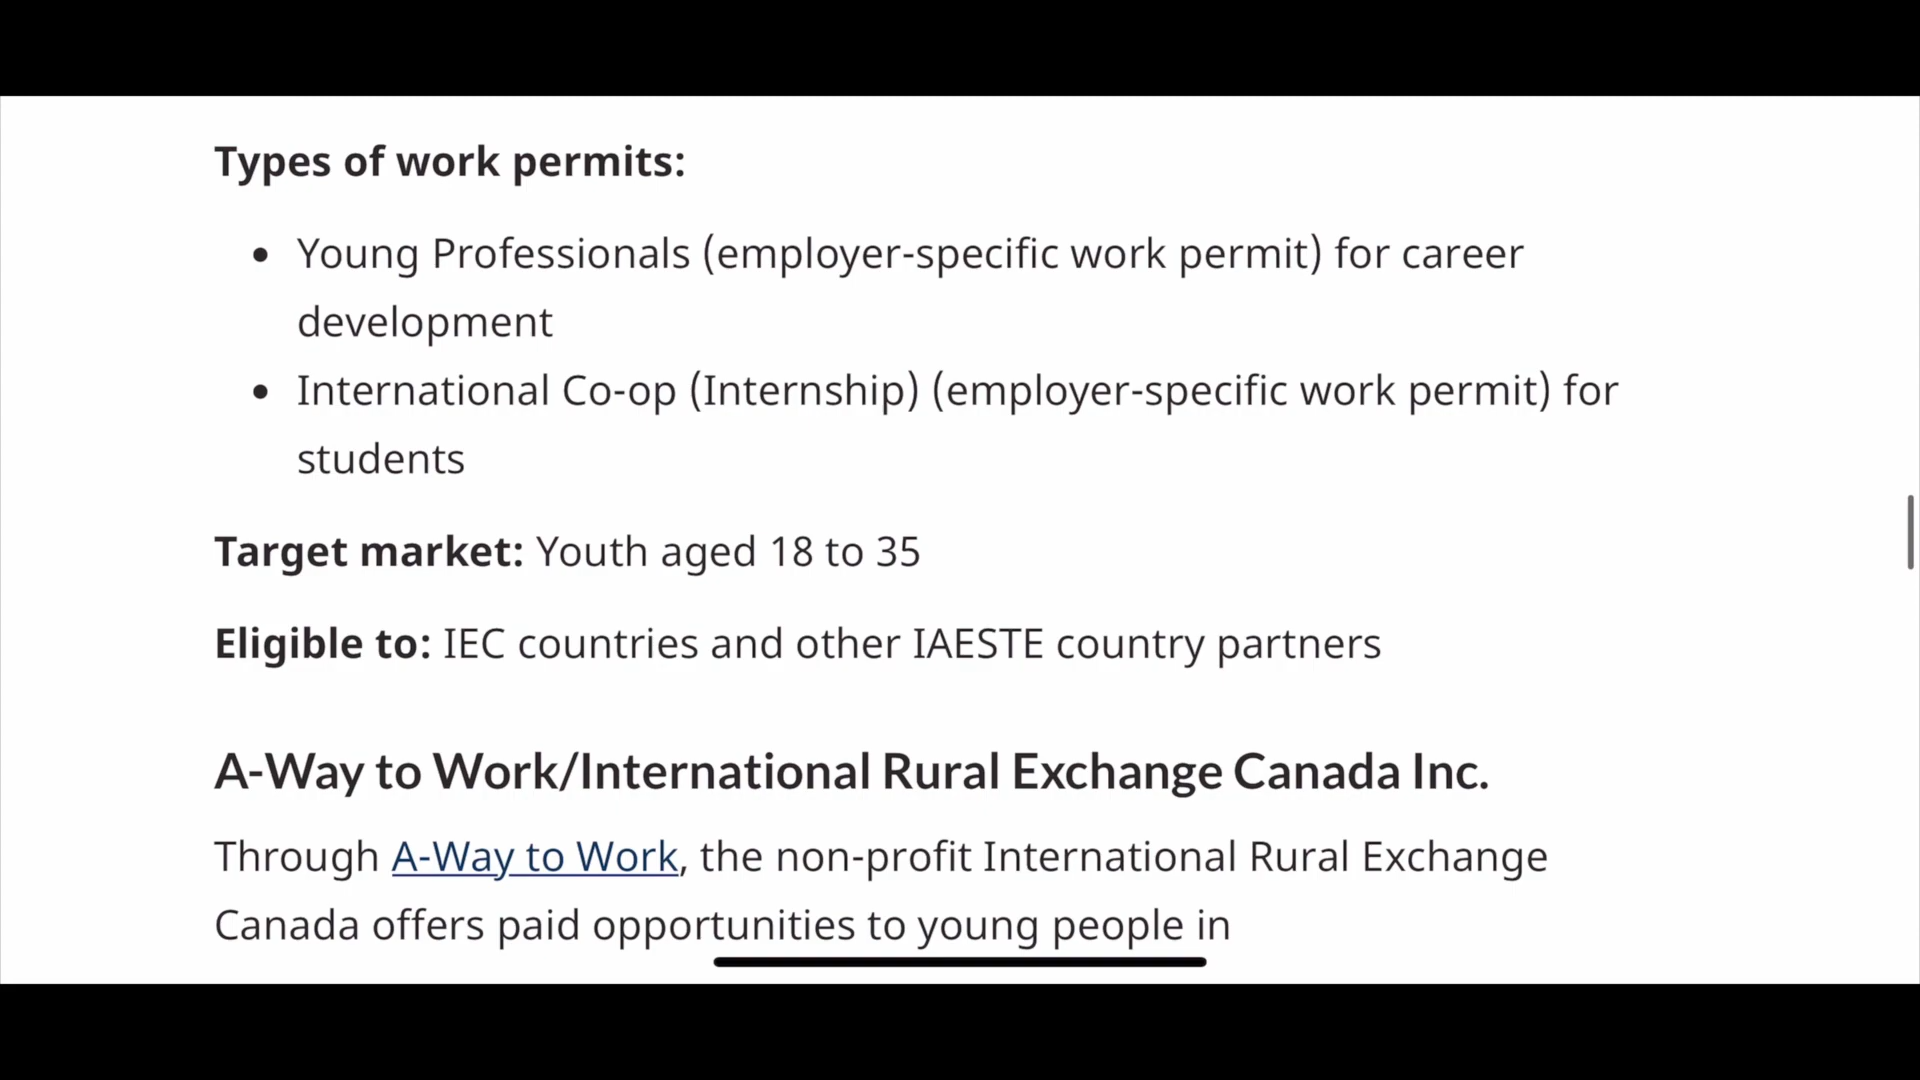 Types of work permits:
• Young Professionals (employer-specific work permit) for career
development
• International Co-op (Internship) (employer-specific work permit) for
students
Target market: Youth aged 18 to 35
Eligible to: IEC countries and other IAESTE country partners
A-Way to Work/International Rural Exchange Canada Inc.
Through A-Way to Work, the non-profit International Rural Exchange
Canada offers paid opportunities to young people in